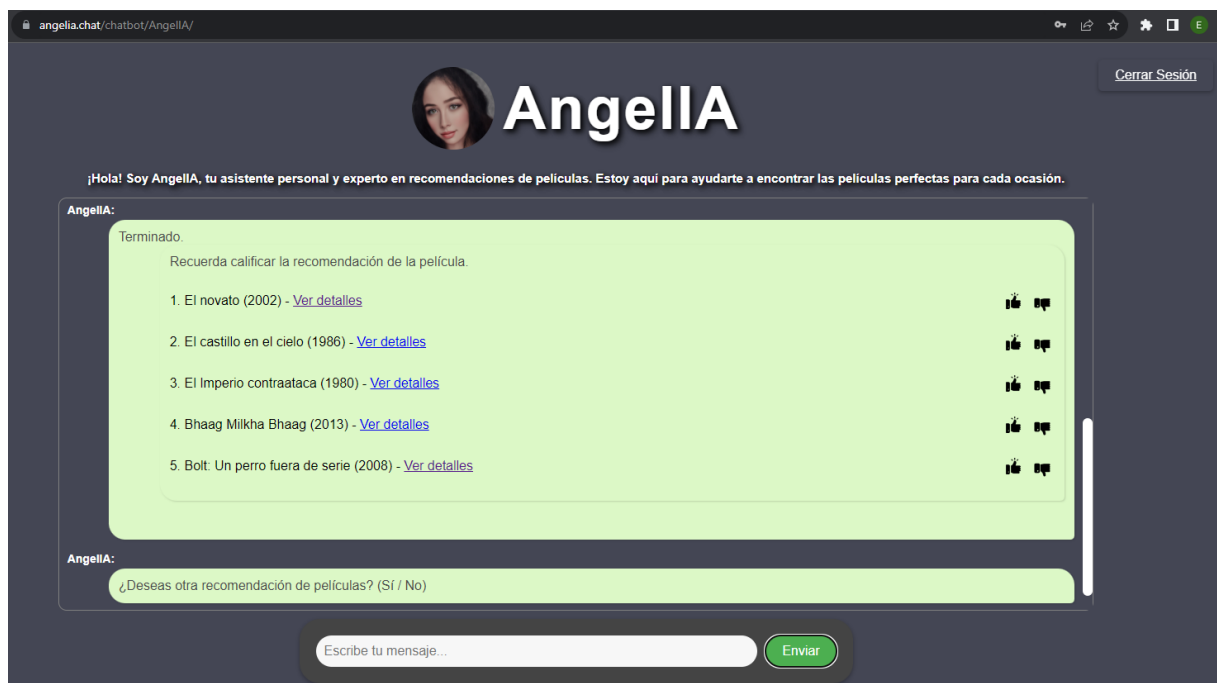 angelia.chat/chatbot/AngelIA/
E
Cerrar Sesión
AngelIA
¡Hola! Soy AngelIA, tu asistente personal y experto en recomendaciones de películas. Estoy aquí para ayudarte a encontrar las películas perfectas para cada ocasión.
AngelIA:
Terminado.
Recuerda calificar la recomendación de la película.
1. El novato (2002) - Ver detalles
2. El castillo en el cielo (1986) - Ver detalles
3. El Imperio contraataca (1980) - Ver detalles
4. Bhaag Milkha Bhaag (2013) - Ver detalles
5. Bolt: Un perro fuera de serie (2008) - Ver detalles
AngelIA:
¿Deseas otra recomendación de películas? (Sí / No)
Escribe tu mensaje... Enviar